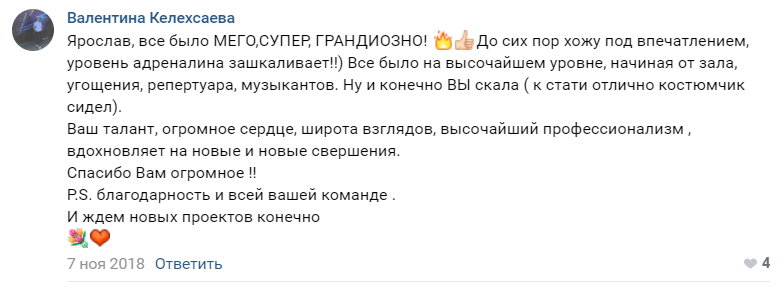 Валентина Келехсаева
Ярослав, все было МЕГО,СУПЕР, ГРАНДИОЗНО! 🔥👍До сих пор хожу под впечатлением,
уровень адреналина зашкаливает!!) Все было на высочайшем уровне, начиная от зала,
угощения, репертуара, музыкантов. Ну и конечно ВЫ скала ( к стати отлично костюмчик
сидел).
Ваш талант, огромное сердце, широта взглядов, высочайший профессионализм ,
вдохновляет на новые и новые свершения.
Спасибо Вам огромное !!
P.S. благодарность и всей вашей команде .
И ждем новых проектов конечно
💐❤
7 ноя 2018 Ответить 4